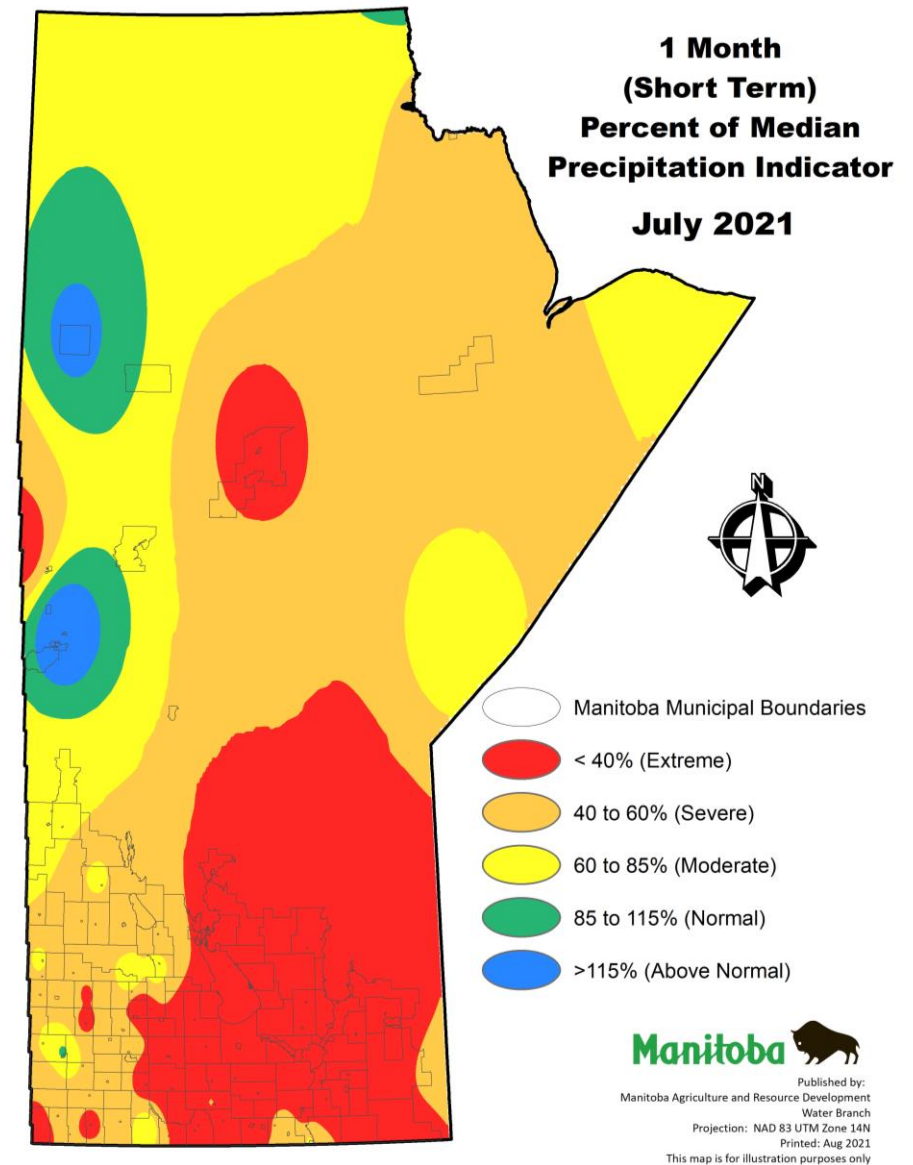 1 Month
(Short Term)
Percent of Median
Precipitation Indicator
July 2021
N
Manitoba Municipal Boundaries
< 40% (Extreme)
40 to 60% (Severe)
60 to 85% (Moderate)
85 to 115% (Normal)
>115% (Above Normal)
Manitoba
Published by:
Manitoba Agriculture and Resource Development
Water Branch
Projection: NAD 83 UTM Zone 14N
Printed: Aug 2021
This map is for illustration purposes only